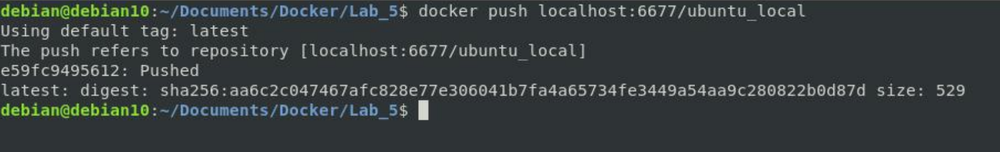 debian@debian10:~/Documents/Docker/Lab_5$ docker push localhost:6677/ubuntu_local
Using default tag: latest
The push refers to repository [localhost:6677/ubuntu_local]
e59fc9495612: Pushed
latest: digest: sha256:aa6c2c047467afc828e77e306041b7fa4a65734fe3449a54aa9c280822b0d87d size: 529
debian@debian10:~/Documents/Docker/Lab_5$